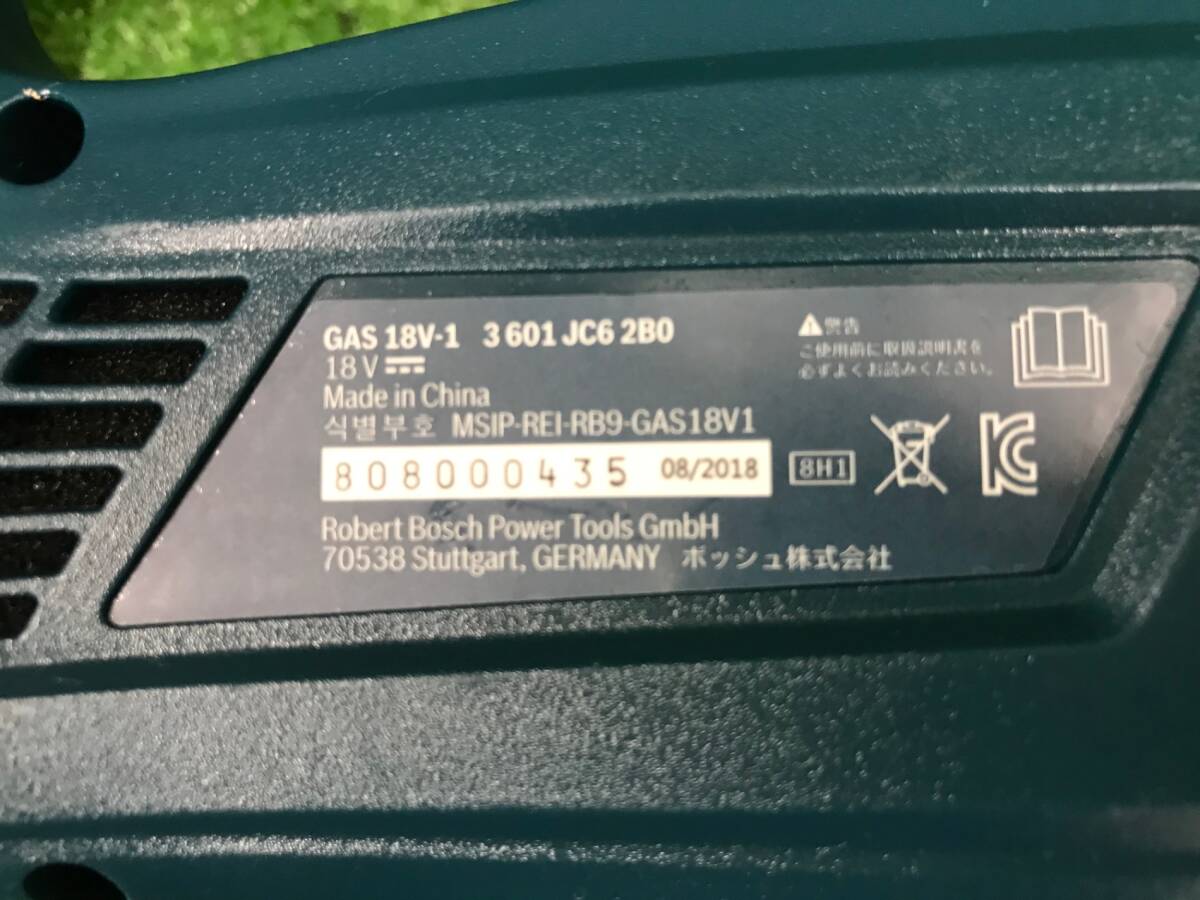 GAS 18V-1 3 601 JC6 2B0
18 V
Made in China
식별부호 MSIP-REI-RB9-GAS18V1
808000435 08/2018
Robert Bosch Power Tools GmbH
70538 Stuttgart, GERMANY ボッシュ株式会社
警告
ご使用前に取扱説明書を
必ずよくお読みください。
8H1